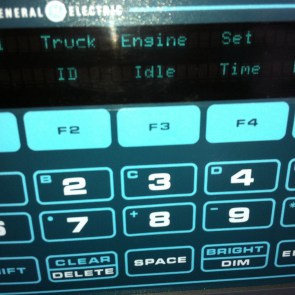 GENERAL ELECTRIC
Truck Engine Set
ID Idle Time
F2 F3 F4
B 2 C 3 D 4
* 7 + 8 - 9
CLEAR SPACE BRIGHT
DELETE DIM